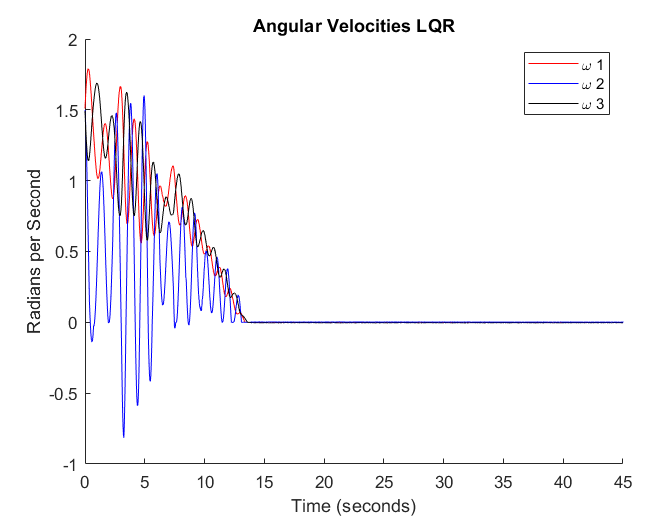 Angular Velocities LQR
2
1.5
1
0.5
0
-0.5
-1
Radians per Second
ω 1
ω 2
ω 3
0 5 10 15 20 25 30 35 40 45
Time (seconds)